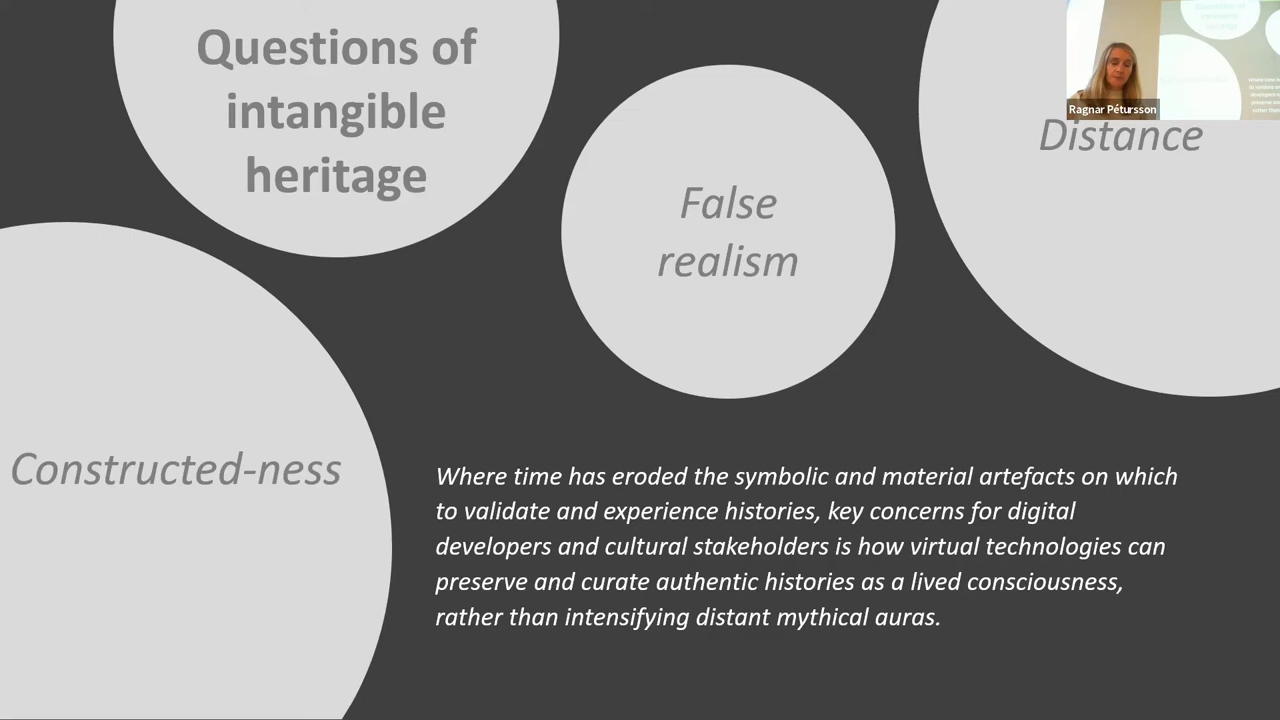 Questions of
intangible
heritage
False
realism
Ragnar Pétursson
Distance
Constructed-ness
Where time has eroded the symbolic and material artefacts on which
to validate and experience histories, key concerns for digital
developers and cultural stakeholders is how virtual technologies can
preserve and curate authentic histories as a lived consciousness,
rather than intensifying distant mythical auras.